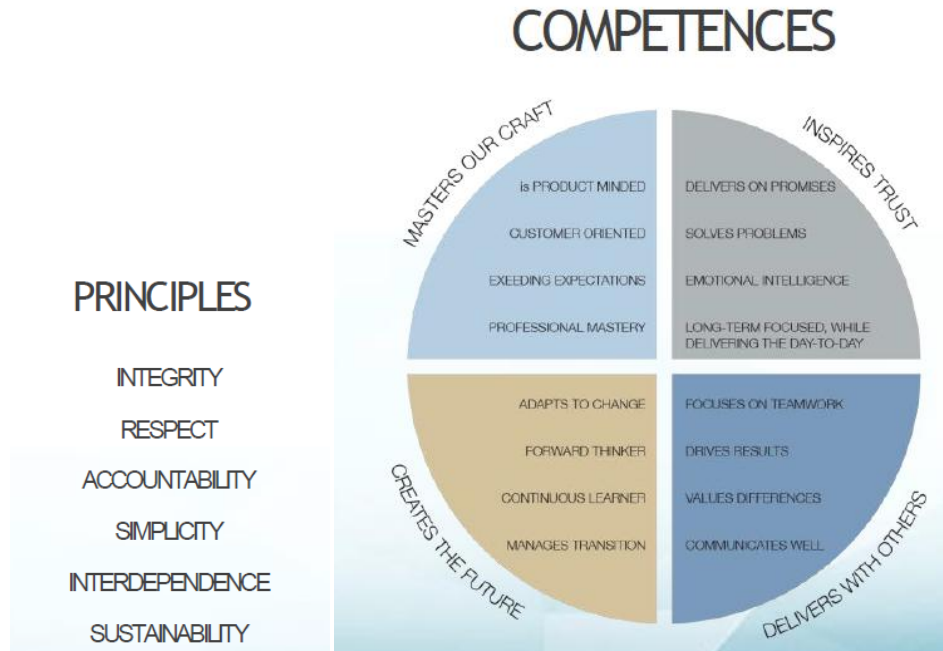 COMPETENCES
PRINCIPLES
INTEGRITY
RESPECT
ACCOUNTABILITY
SIMPLICITY
INTERDEPENDENCE
SUSTAINABILITY
MASTERS OUR CRAFT
is PRODUCT MINDED
CUSTOMER ORIENTED
EXEEDING EXPECTATIONS
PROFESSIONAL MASTERY
INSPIRES TRUST
DELIVERS ON PROMISES
SOLVES PROBLEMS
EMOTIONAL INTELLIGENCE
LONG-TERM FOCUSED, WHILE
DELIVERING THE DAY-TO-DAY
CREATES THE FUTURE
ADAPTS TO CHANGE
FORWARD THINKER
CONTINUOUS LEARNER
MANAGES TRANSITION
DELIVERS WITH OTHERS
FOCUSES ON TEAMWORK
DRIVES RESULTS
VALUES DIFFERENCES
COMMUNICATES WELL